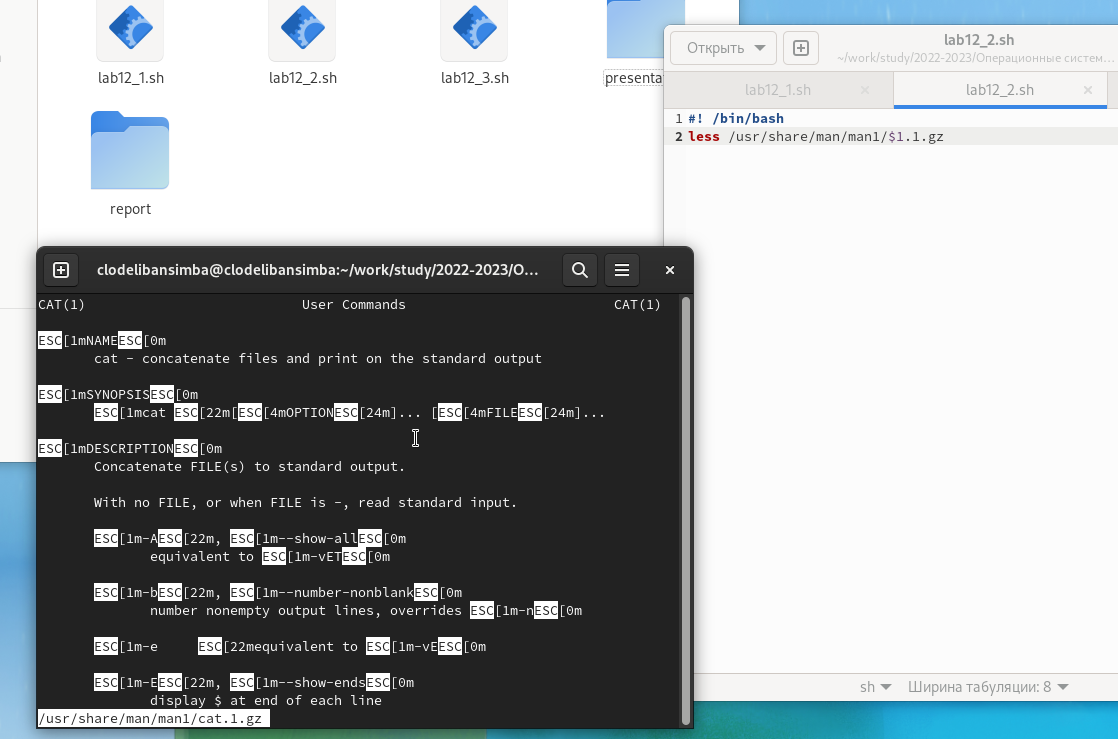 lab12_1.sh
lab12_2.sh
lab12_3.sh
presenta
report
Открыть
lab12_2.sh
~/work/study/2022-2023/Операционные систем...
lab12_1.sh
lab12_2.sh
1 #! /bin/bash
2 less /usr/share/man/man1/$1.1.gz
sh
Ширина табуляции: 8
clodelibansimba@clodelibansimba:~/work/study/2022-2023/О...
CAT(1) User Commands CAT(1)
ESC[1mNAMEESC[0m
cat - concatenate files and print on the standard output
ESC[1mSYNOPSISESC[0m
ESC[1mcat ESC[22m[ESC[4mOPTIONESC[24m]... [ESC[4mFILEESC[24m]...
ESC[1mDESCRIPTIONESC[0m
Concatenate FILE(s) to standard output.
With no FILE, or when FILE is -, read standard input.
ESC[1m-AESC[22m, ESC[1m--show-allESC[0m
equivalent to ESC[1m-vETESC[0m
ESC[1m-bESC[22m, ESC[1m--number-nonblankESC[0m
number nonempty output lines, overrides ESC[1m-nESC[0m
ESC[1m-e ESC[22mequivalent to ESC[1m-vEESC[0m
ESC[1m-EESC[22m, ESC[1m--show-endsESC[0m
display $ at end of each line
/usr/share/man/man1/cat.1.gz